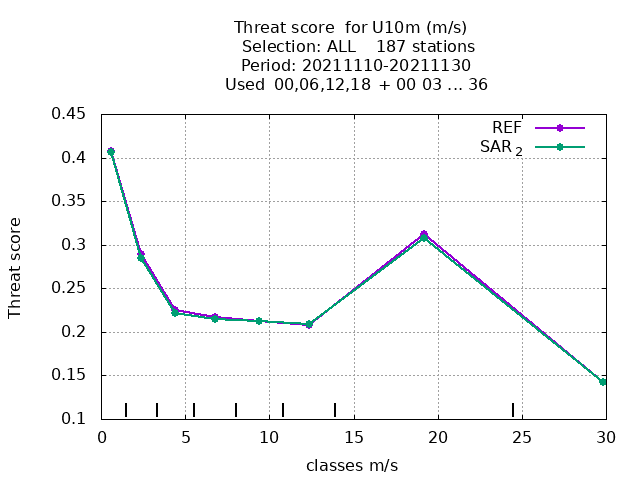 Threat score  for U10m (m/s)
Selection: ALL    187 stations
Period: 20211110-20211130
Used  00,06,12,18  + 00 03 ... 36
REF
SAR 2
0.45
0.4
0.35
0.3
0.25
0.2
0.15
0.1
Threat score
0 5 10 15 20 25 30
classes m/s